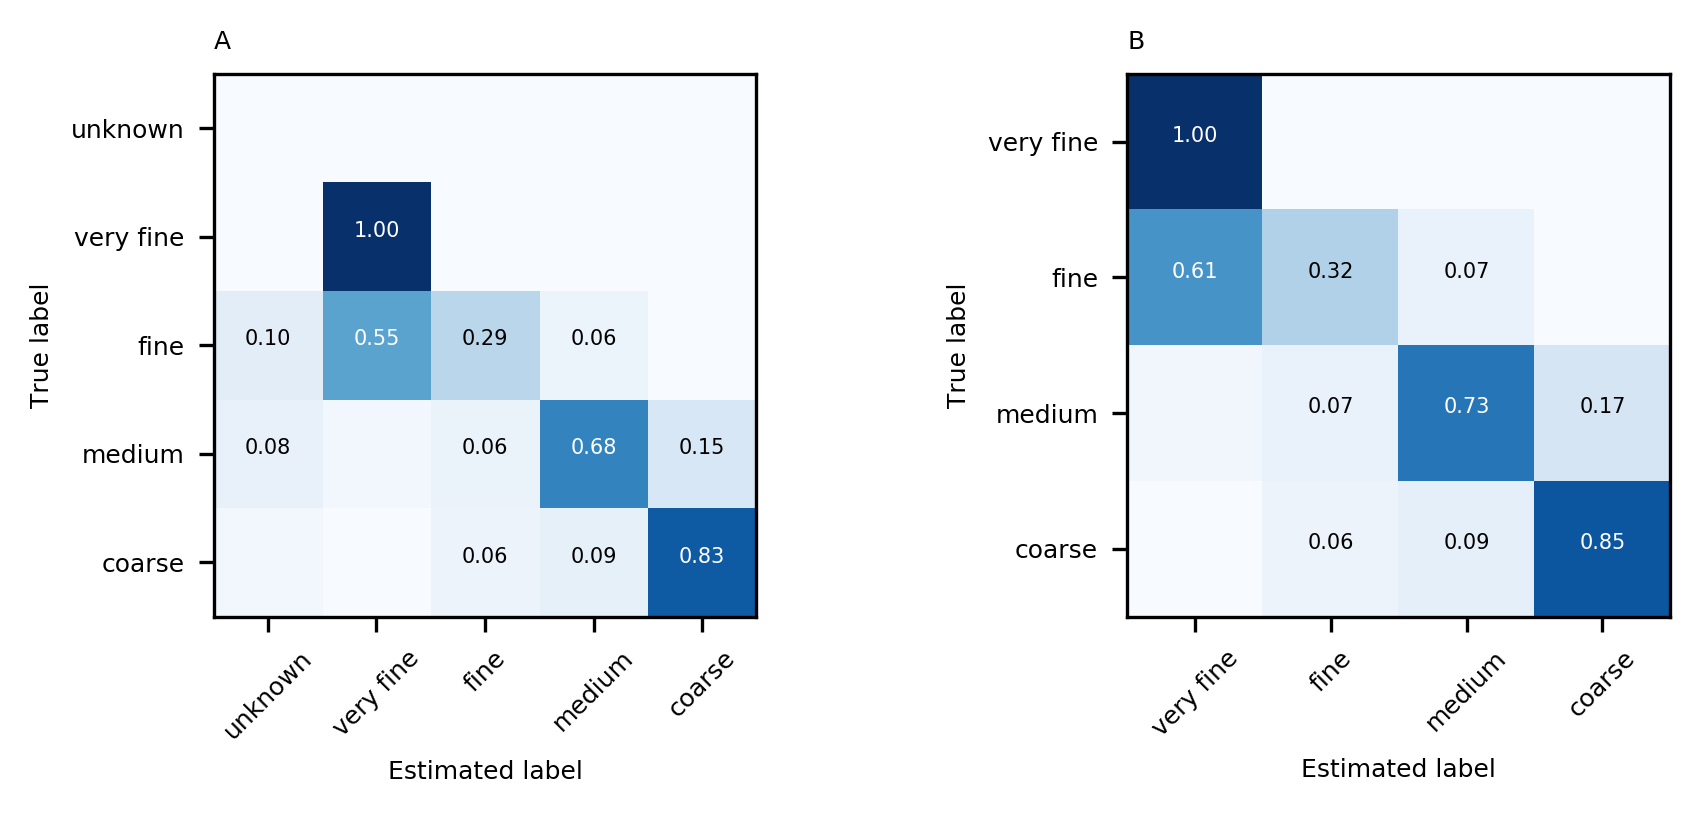 A
True label
unknown
very fine
1.00
fine
0.10 0.55 0.29 0.06
medium
0.08 0.06 0.68 0.15
coarse
0.06 0.09 0.83
unknown very fine fine medium coarse
Estimated label
B
True label
very fine
1.00
fine
0.61 0.32 0.07
medium
0.07 0.73 0.17
coarse
0.06 0.09 0.85
very fine fine medium coarse
Estimated label